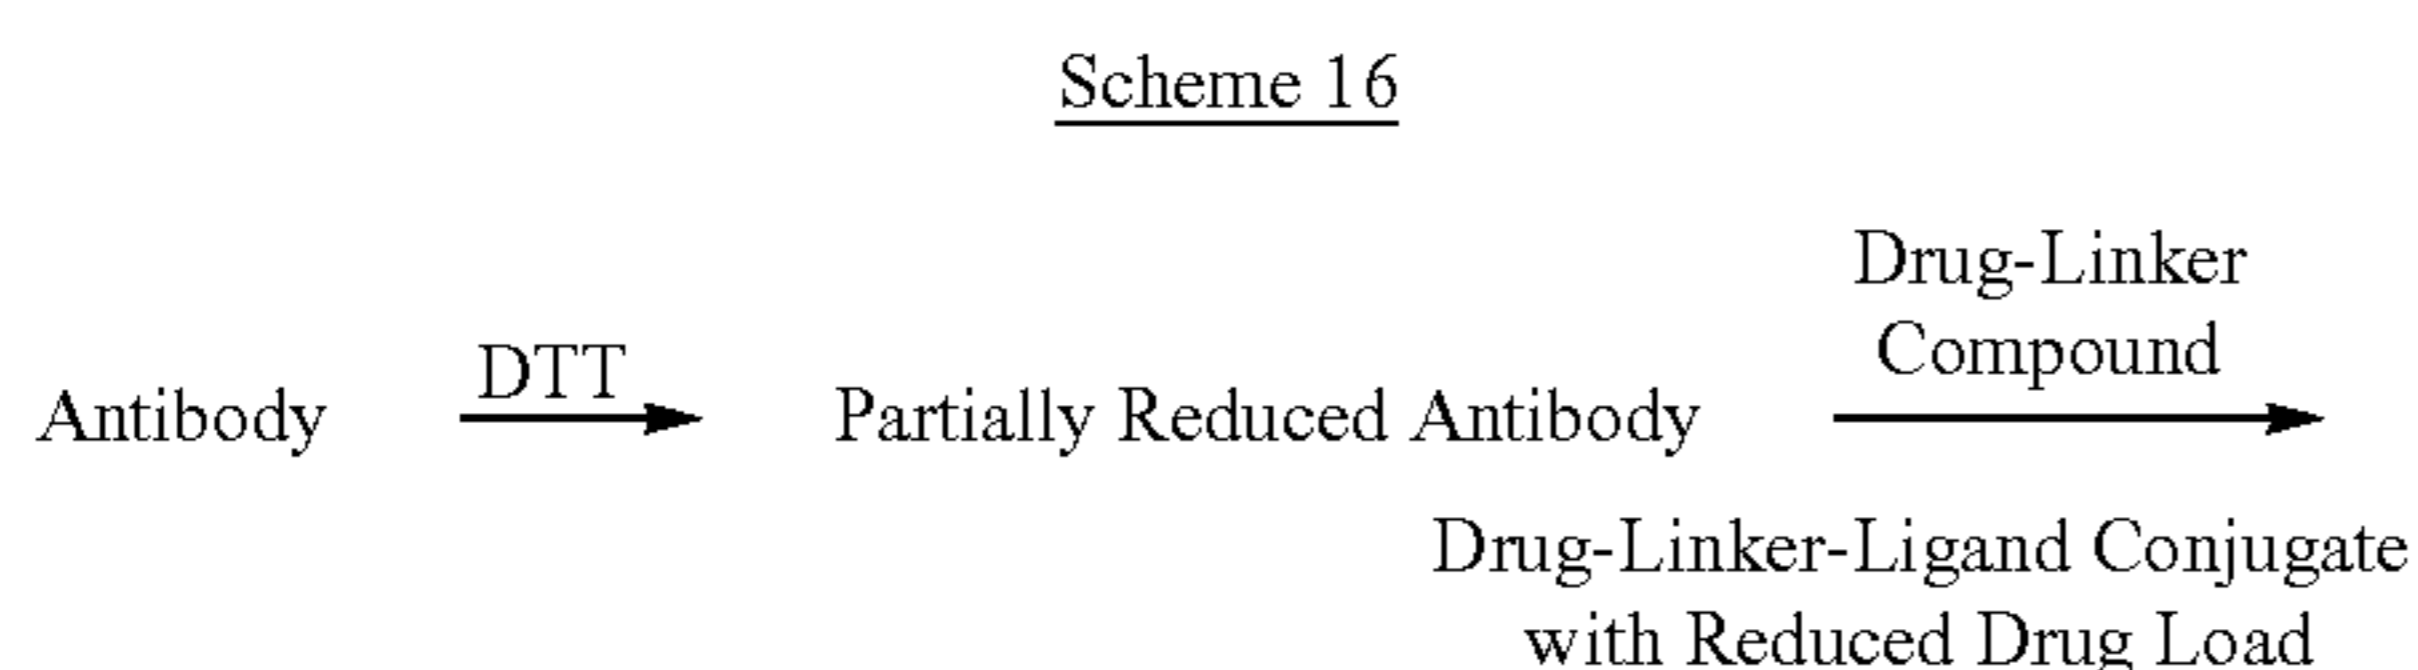 Scheme 16
Antibody
DTT
Partially Reduced Antibody
Drug-Linker
Compound
Drug-Linker-Ligand Conjugate
with Reduced Drug Load